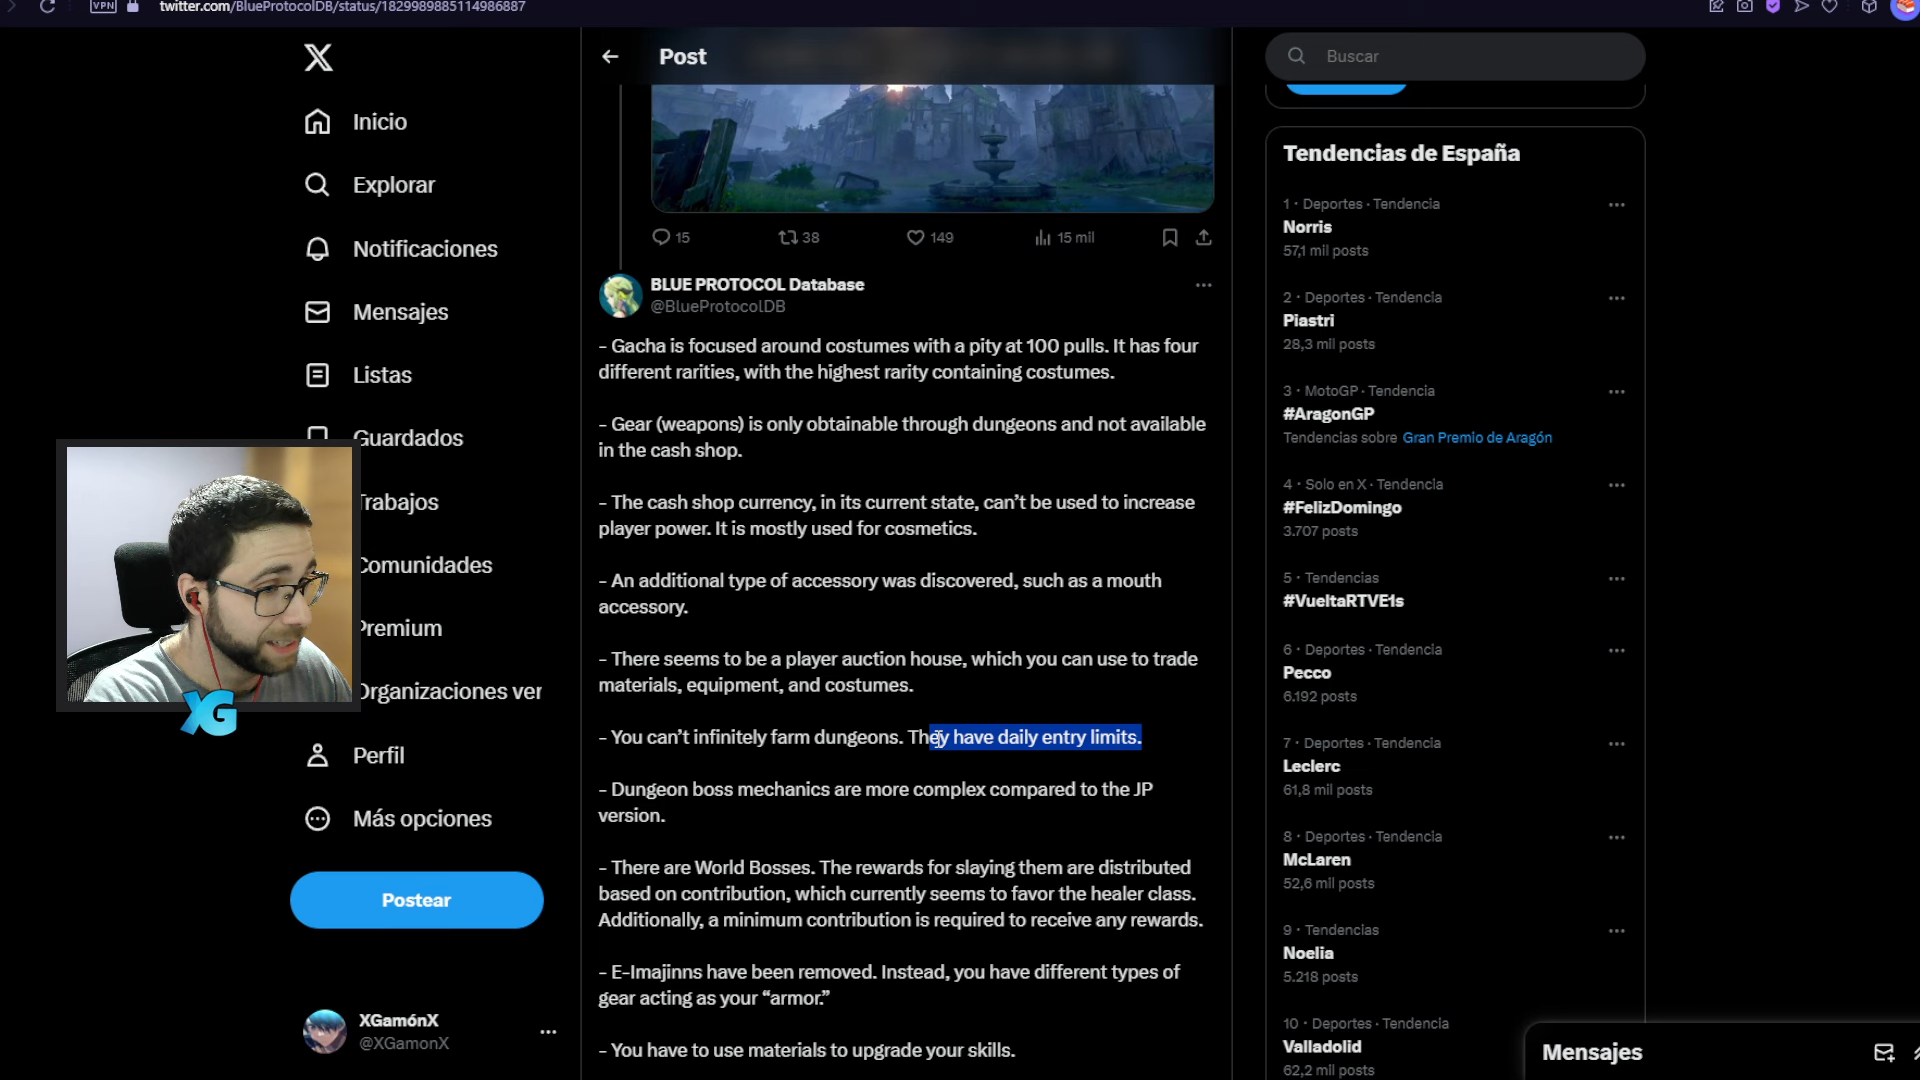 VPN
twitter.com/BlueProtocolDB/status/1829989885114986887
Inicio
Explorar
Notificaciones
Mensajes
Listas
Guardados
Trabajos
Comunidades
Premium
Organizaciones ver
Perfil
Más opciones
Postear
XGamónX
@XGamonX
XG
Post
15
38
149
15 mil
BLUE PROTOCOL Database
@BlueProtocolDB
- Gacha is focused around costumes with a pity at 100 pulls. It has four
different rarities, with the highest rarity containing costumes.
- Gear (weapons) is only obtainable through dungeons and not available
in the cash shop.
- The cash shop currency, in its current state, can’t be used to increase
player power. It is mostly used for cosmetics.
- An additional type of accessory was discovered, such as a mouth
accessory.
- There seems to be a player auction house, which you can use to trade
materials, equipment, and costumes.
- You can’t infinitely farm dungeons. They have daily entry limits.
- Dungeon boss mechanics are more complex compared to the JP
version.
- There are World Bosses. The rewards for slaying them are distributed
based on contribution, which currently seems to favor the healer class.
Additionally, a minimum contribution is required to receive any rewards.
- E-Imajinns have been removed. Instead, you have different types of
gear acting as your “armor.”
- You have to use materials to upgrade your skills.
Buscar
Tendencias de España
1 · Deportes · Tendencia
Norris
57,1 mil posts
2 · Deportes · Tendencia
Piastri
28,3 mil posts
3 · MotoGP · Tendencia
#AragonGP
Tendencias sobre Gran Premio de Aragón
4 · Solo en X · Tendencia
#FelizDomingo
3.707 posts
5 · Tendencias
#VueltaRTVE1s
6 · Deportes · Tendencia
Pecco
6.192 posts
7 · Deportes · Tendencia
Leclerc
61,8 mil posts
8 · Deportes · Tendencia
McLaren
52,6 mil posts
9 · Tendencias
Noelia
5.218 posts
10 · Deportes · Tendencia
Valladolid
62,2 mil posts
Mensajes